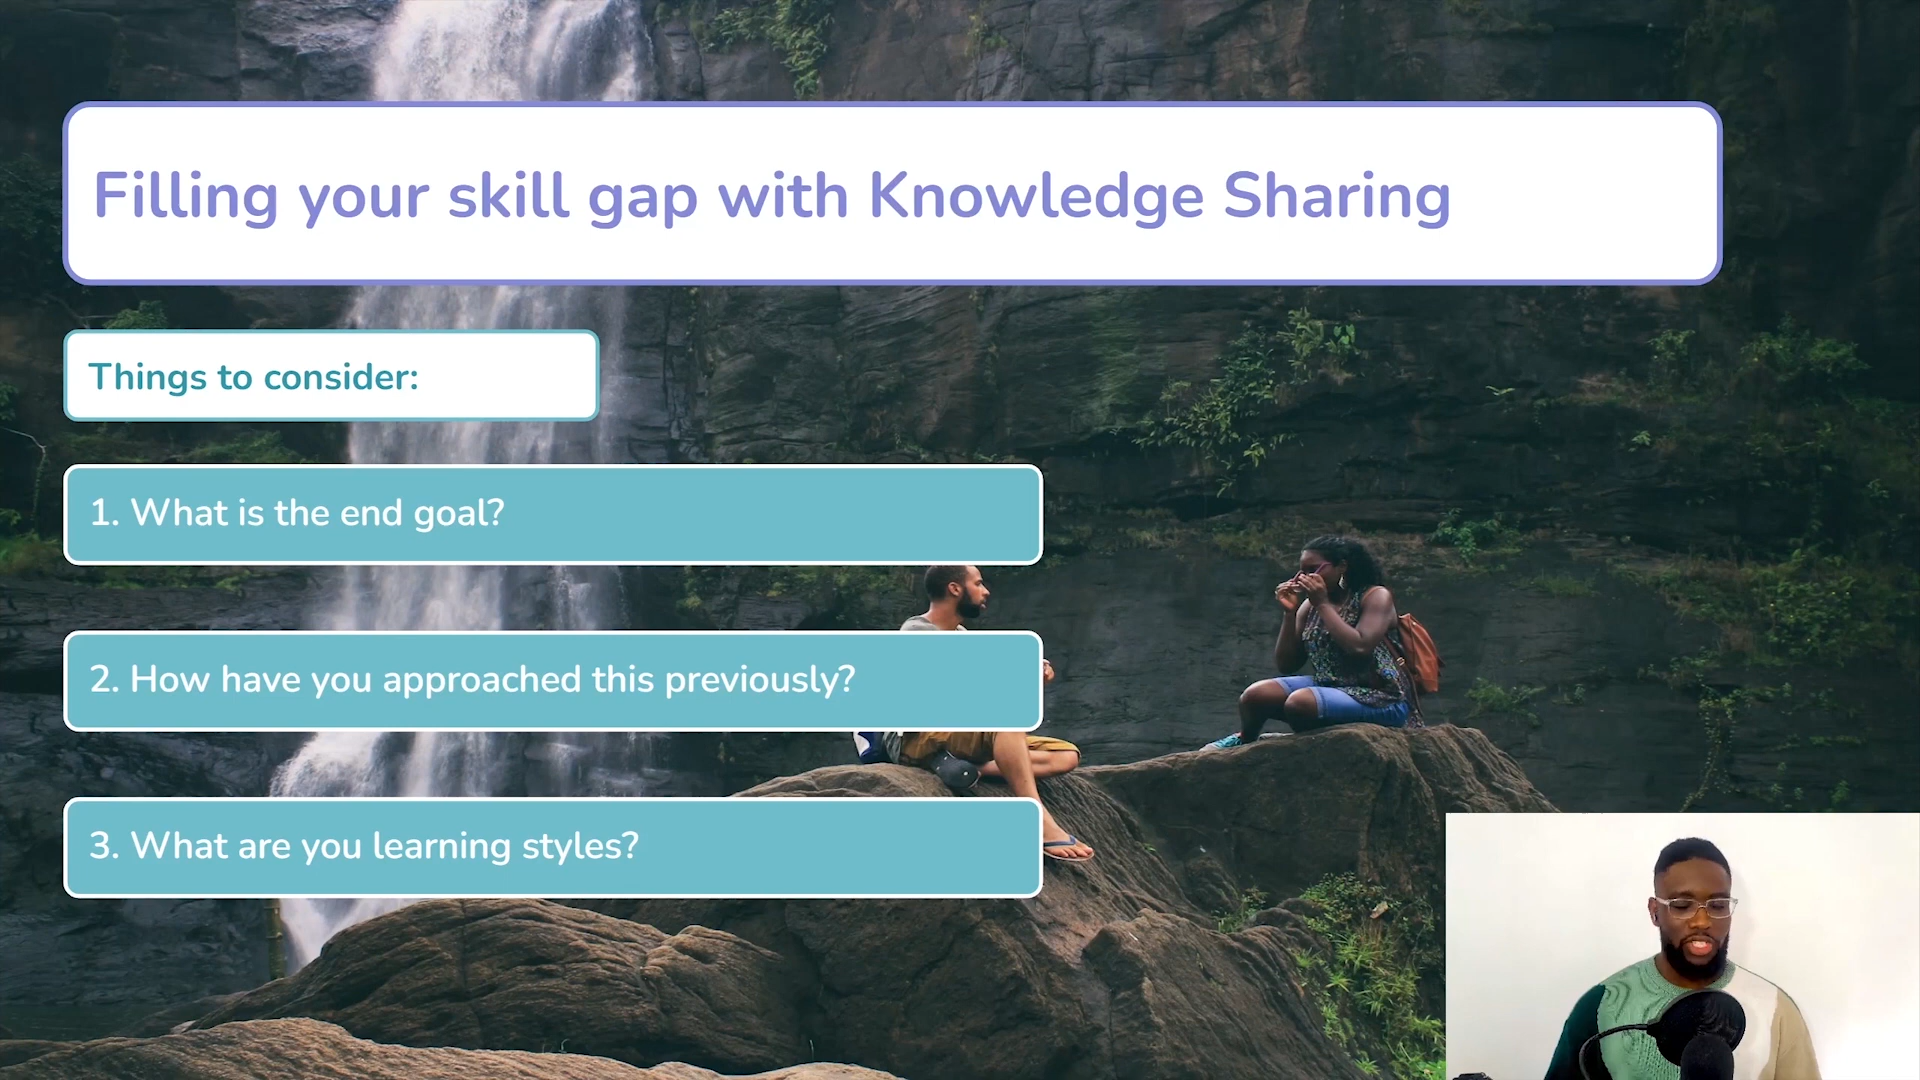 Filling your skill gap with Knowledge Sharing
Things to consider:
1. What is the end goal?
2. How have you approached this previously?
3. What are you learning styles?